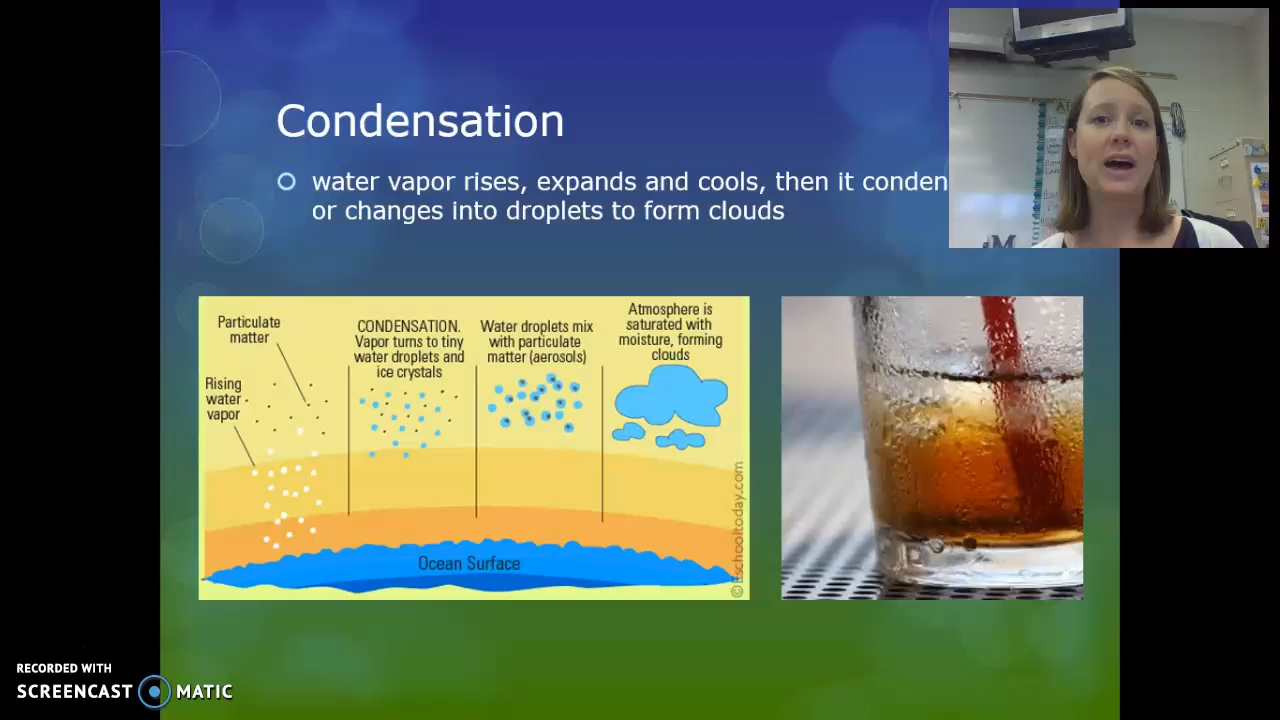 Condensation
water vapor rises, expands and cools, then it conden
or changes into droplets to form clouds
Particulate
matter
Rising
water
vapor
CONDENSATION.
Vapor turns to tiny
water droplets and
ice crystals
Water droplets mix
with particulate
matter (aerosols)
Atmosphere is
saturated with
moisture, forming
clouds
Ocean Surface
© eschooltoday.com
RECORDED WITH
SCREENCAST MATIC